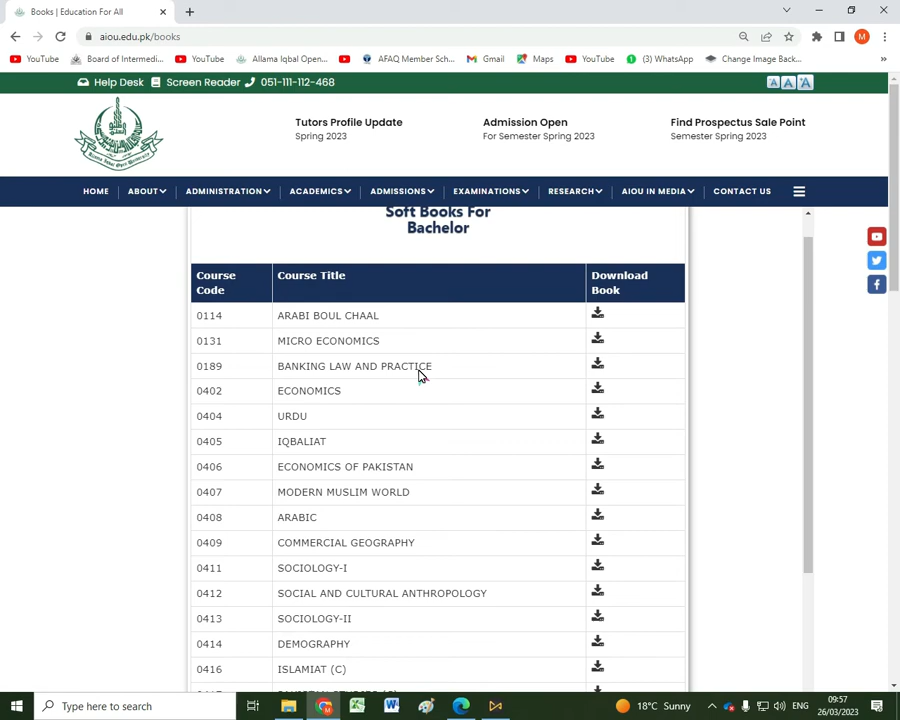 Books | Education For All
aiou.edu.pk/books
YouTube Board of Intermedi... YouTube Allama Iqbal Open... AFAQ Member Sch... Gmail Maps YouTube (3) WhatsApp Change Image Back... »
Help Desk Screen Reader 051-111-112-468 A A A
Tutors Profile Update
Spring 2023
Admission Open
For Semester Spring 2023
Find Prospectus Sale Point
Semester Spring 2023
HOME ABOUT ADMINISTRATION ACADEMICS ADMISSIONS EXAMINATIONS RESEARCH AIOU IN MEDIA CONTACT US
Soft Books For
Bachelor
Course Code Course Title Download Book
0114 ARABI BOUL CHAAL
0131 MICRO ECONOMICS
0189 BANKING LAW AND PRACTICE
0402 ECONOMICS
0404 URDU
0405 IQBALIAT
0406 ECONOMICS OF PAKISTAN
0407 MODERN MUSLIM WORLD
0408 ARABIC
0409 COMMERCIAL GEOGRAPHY
0411 SOCIOLOGY-I
0412 SOCIAL AND CULTURAL ANTHROPOLOGY
0413 SOCIOLOGY-II
0414 DEMOGRAPHY
0416 ISLAMIAT (C)
Type here to search
18°C Sunny
ENG
09:57
26/03/2023